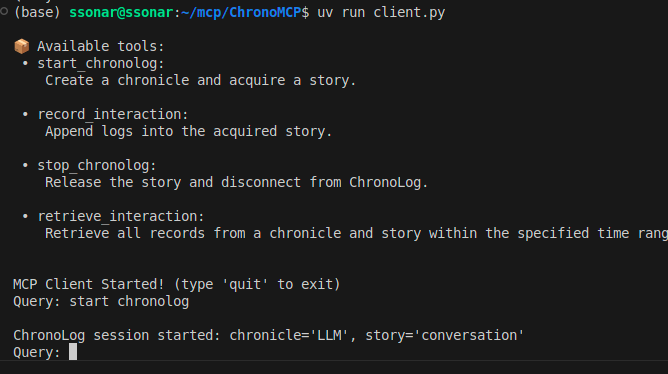 (base) ssonar@ssonar:~/mcp/ChronoMCP$ uv run client.py
📦 Available tools:
• start_chronolog:
Create a chronicle and acquire a story.
• record_interaction:
Append logs into the acquired story.
• stop_chronolog:
Release the story and disconnect from ChronoLog.
• retrieve_interaction:
Retrieve all records from a chronicle and story within the specified time rang
MCP Client Started! (type 'quit' to exit)
Query: start chronolog
ChronoLog session started: chronicle='LLM', story='conversation'
Query: